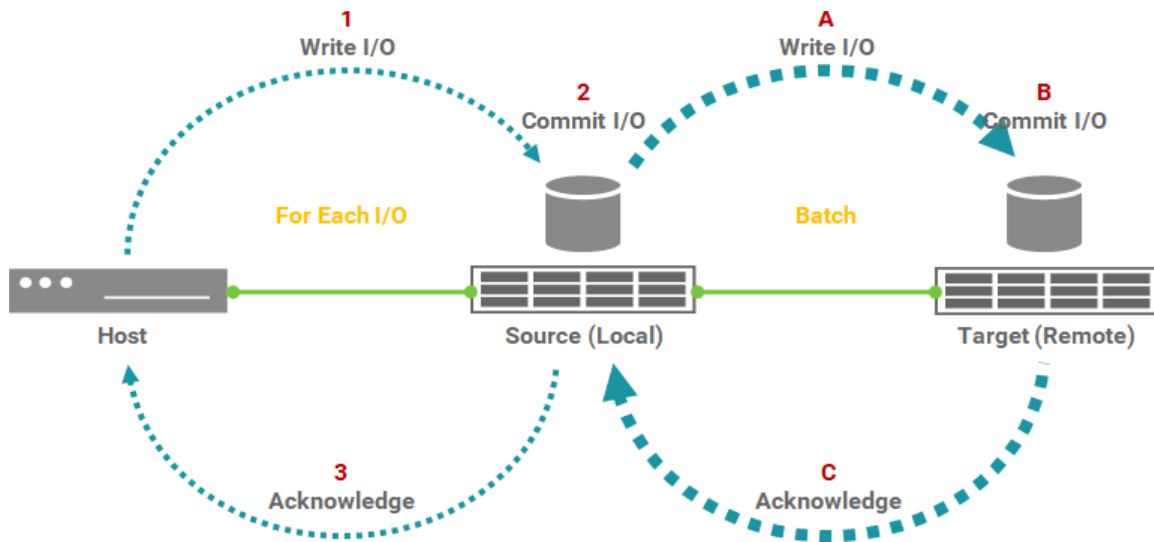 1
Write I/O
A
Write I/O
2
Commit I/O
B
Commit I/O
For Each I/O
Batch
Host
Source (Local)
Target (Remote)
3
Acknowledge
C
Acknowledge